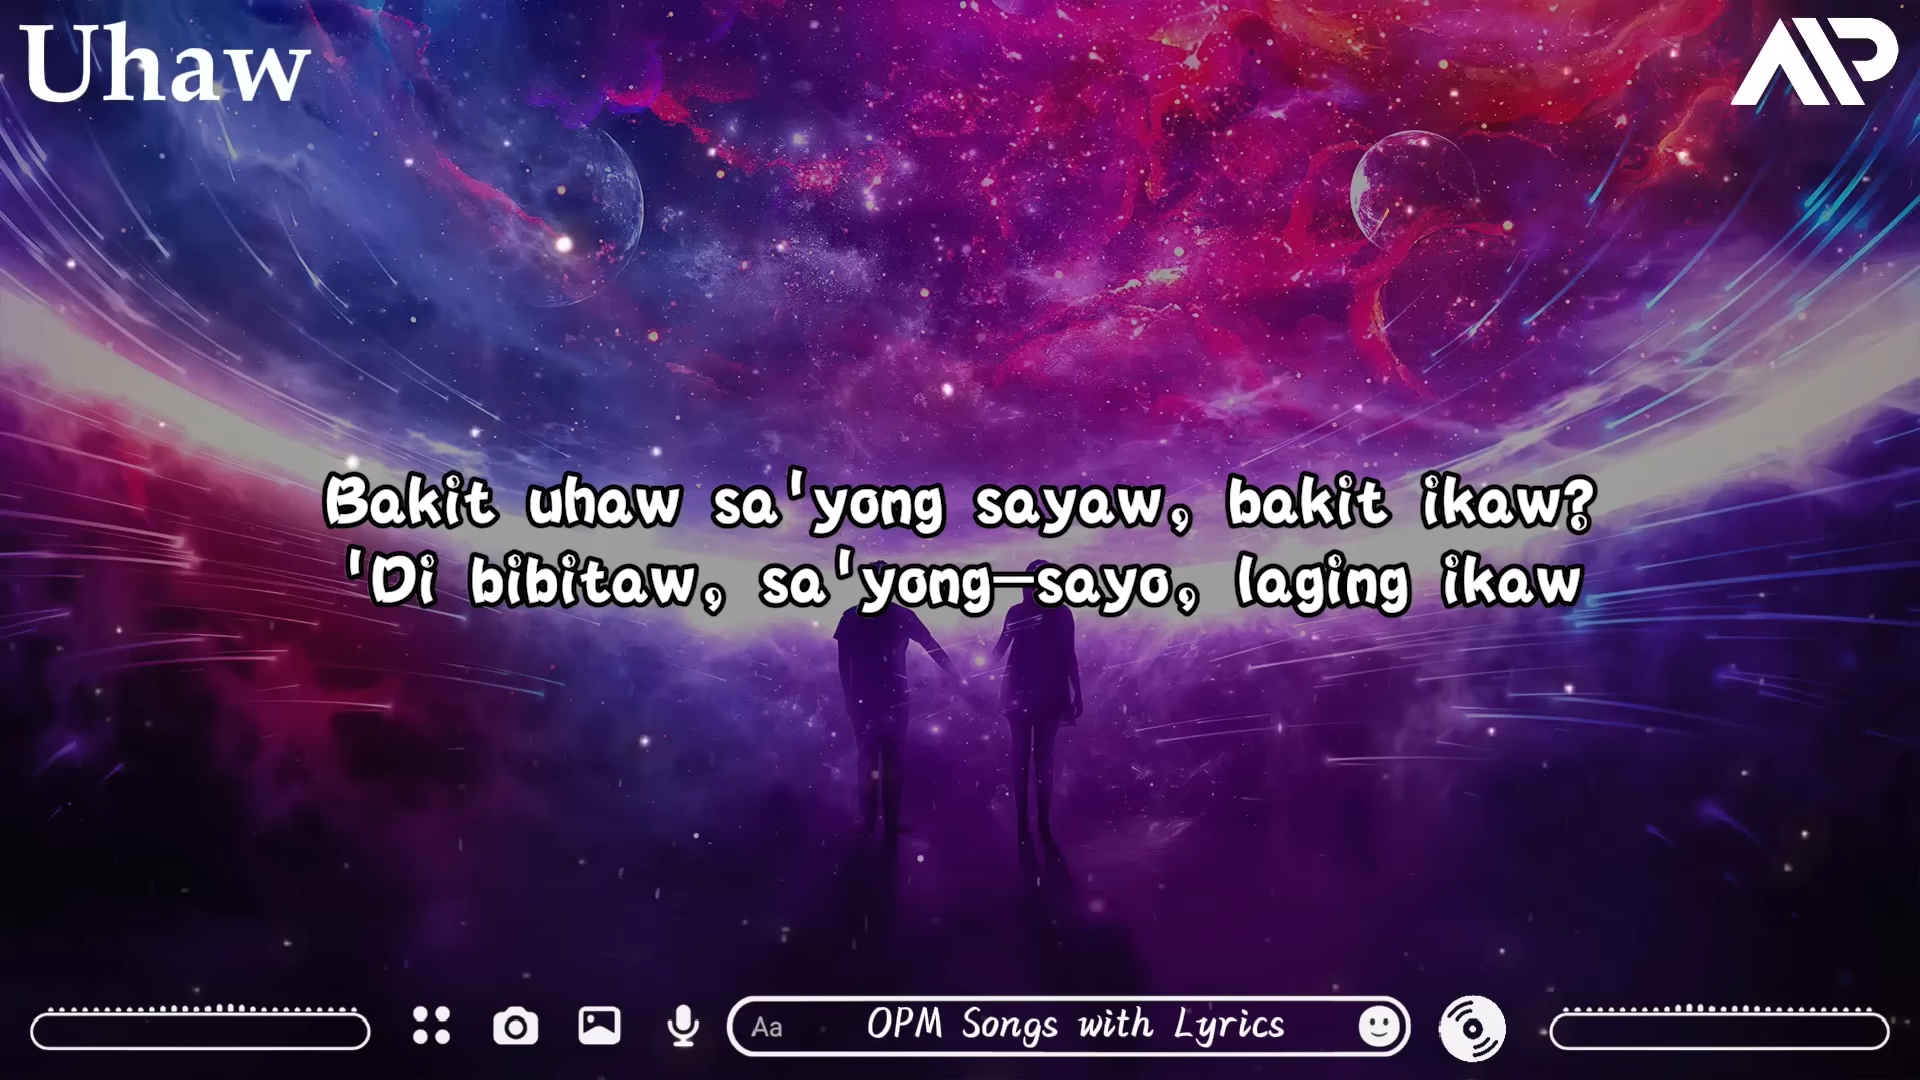 Uhaw
AP
Bakit uhaw sa'yong sayaw, bakit ikaw?
'Di bibitaw, sa'yong—sayo, laging ikaw
Aa
OPM Songs with Lyrics